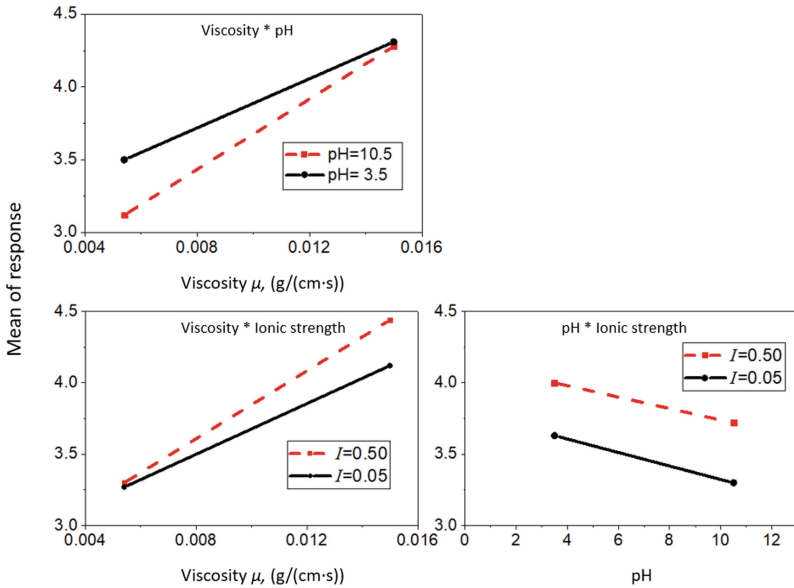 Mean of response
4.5
4.0
3.5
3.0
Viscosity * pH
pH=10.5
pH= 3.5
0.004
0.008
0.012
0.016
Viscosity μ, (g/(cm·s))
4.5
4.0
3.5
3.0
Viscosity * Ionic strength
I=0.50
I=0.05
0.004
0.008
0.012
0.016
Viscosity μ, (g/(cm·s))
4.5
4.0
3.5
3.0
pH * Ionic strength
I=0.50
I=0.05
0
2
4
6
8
10
12
pH